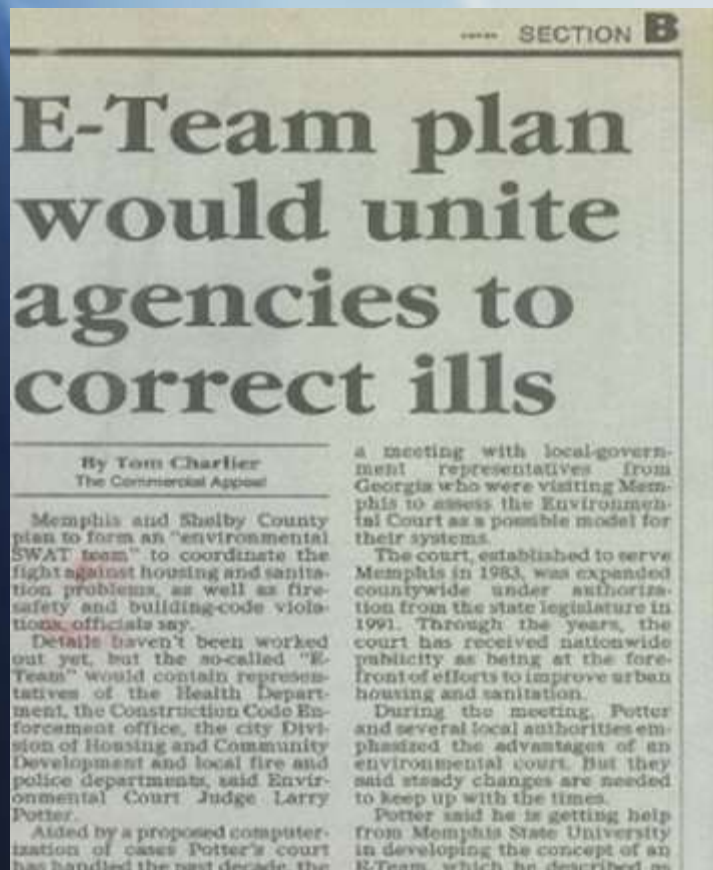 SECTION B
E-Team plan
would unite
agencies to
correct ills
By Tom Charlier
The Commercial Appeal
Memphis and Shelby County
plan to form an "environmental
SWAT team" to coordinate the
fight against housing and sanita-
tion problems, as well as fire-
safety and building-code viola-
tions, officials say.
Details haven't been worked
out yet, but the so-called "E-
Team" would contain represen-
tatives of the Health Depart-
ment, the Construction Code En-
forcement office, the city Divi-
sion of Housing and Community
Development and local fire and
police departments, said Envir-
onmental Court Judge Larry
Potter.
Aided by a proposed computer-
ization of cases Potter's court
has handled the past decade, the
a meeting with local-govern-
ment representatives from
Georgia who were visiting Mem-
phis to assess the Environmen-
tal Court as a possible model for
their systems.
The court, established to serve
Memphis in 1983, was expanded
countywide under authoriza-
tion from the state legislature in
1991. Through the years, the
court has received nationwide
publicity as being at the fore-
front of efforts to improve urban
housing and sanitation.
During the meeting, Potter
and several local authorities em-
phasized the advantages of an
environmental court. But they
said steady changes are needed
to keep up with the times.
Potter said he is getting help
from Memphis State University
in developing the concept of an
E-Team, which he described as